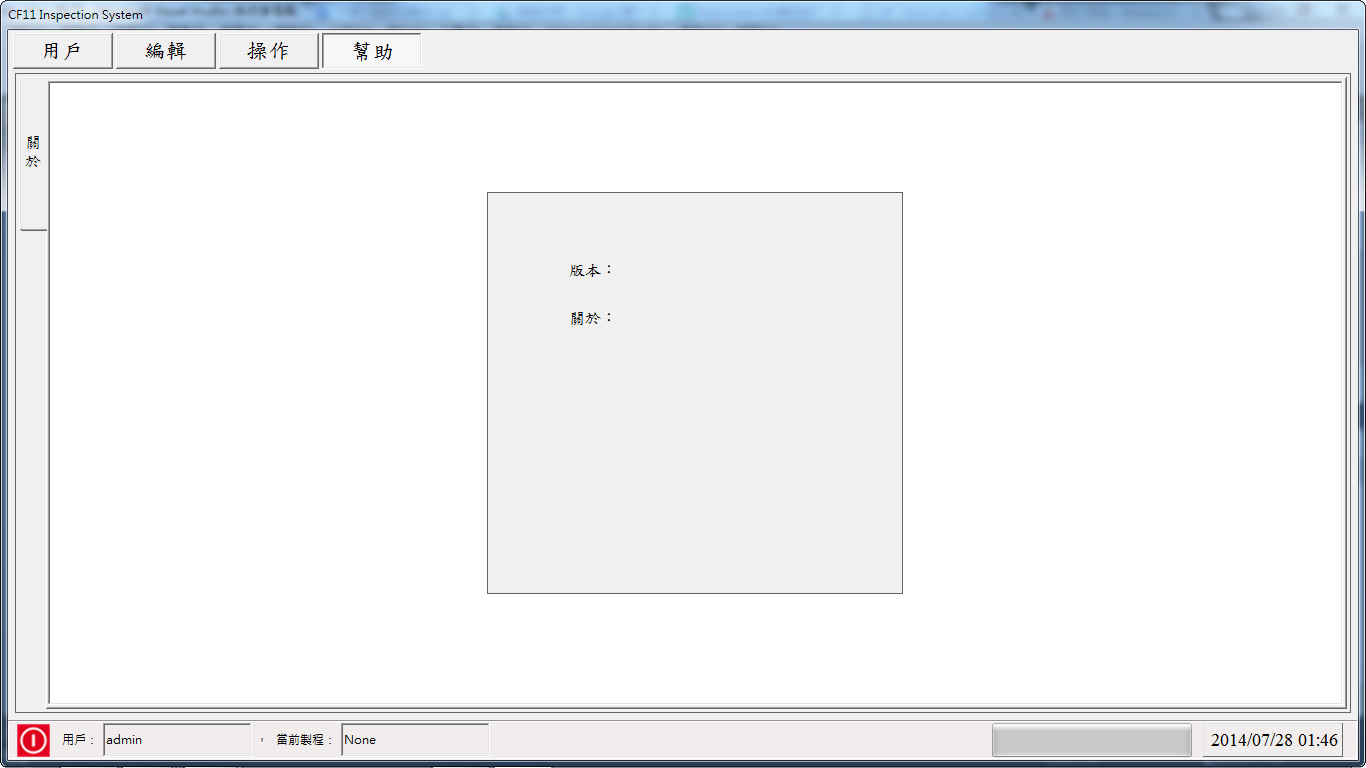 CF11 Inspection System
用戶
編輯
操作
幫助
關
於
版本：
關於：
用戶： admin ， 當前製程： None
2014/07/28 01:46